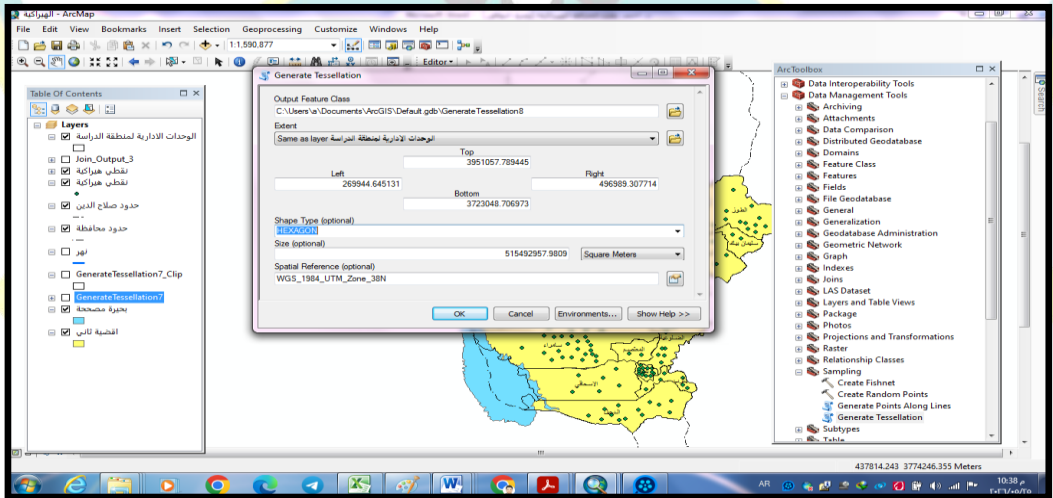 الهيراكية - ArcMap
File Edit View Bookmarks Insert Selection Geoprocessing Customize Windows Help
1:1,590,877
Editor
Table Of Contents
Layers
الوحدات الادارية لمنطقة الدراسة
Join_Output_3
نقطي هيراكية
نقطي هيراكية
حدود صلاح الدين
حدود محافظة
نهر
GenerateTessellation7_Clip
GenerateTessellation7
بحيرة مصححة
اقضية ثاني
Generate Tessellation
Output Feature Class
C:\Users\a\Documents\ArcGIS\Default.gdb\GenerateTessellation8
Extent
Same as layer الوحدات الادارية لمنطقة الدراسة
Top
3951057.789445
Left
269944.645131
Right
496989.307714
Bottom
3723048.706973
Shape Type (optional)
HEXAGON
Size (optional)
515492957.9809 Square Meters
Spatial Reference (optional)
WGS_1984_UTM_Zone_38N
OK Cancel Environments... Show Help >>
الطوز
سليمان بيك
سامراء
المعتصم
الاسحاقي
ArcToolbox
Data Interoperability Tools
Data Management Tools
Archiving
Attachments
Data Comparison
Distributed Geodatabase
Domains
Feature Class
Features
Fields
File Geodatabase
General
Generalization
Geodatabase Administration
Geometric Network
Graph
Indexes
Joins
LAS Dataset
Layers and Table Views
Package
Photos
Projections and Transformations
Raster
Relationship Classes
Sampling
Create Fishnet
Create Random Points
Generate Points Along Lines
Generate Tessellation
Subtypes
Table
Search
437814.243 3774246.355 Meters
AR
10:38 م